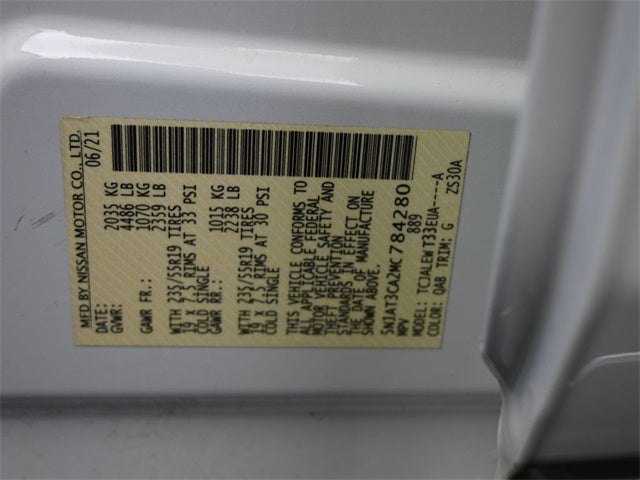 MFD BY NISSAN MOTOR CO., LTD.
DATE: 06/21
GVWR: 2035 KG
4486 LB
GAWR FR.: 1070 KG
2359 LB
WITH 235/55R19 TIRES
19 X 7.5 RIMS AT 33 PSI
COLD SINGLE
GAWR RR.: 1015 KG
2238 LB
WITH 235/55R19 TIRES
19 X 7.5 RIMS AT 30 PSI
COLD SINGLE
THIS VEHICLE CONFORMS TO
ALL APPLICABLE FEDERAL
MOTOR VEHICLE SAFETY AND
THEFT PREVENTION
STANDARDS IN EFFECT ON
THE DATE OF MANUFACTURE
SHOWN ABOVE.
5N1AT3CA2MC784280
MPV 889
MODEL: TCJALEWT33EUA----A
COLOR: QAB TRIM: G ZS30A